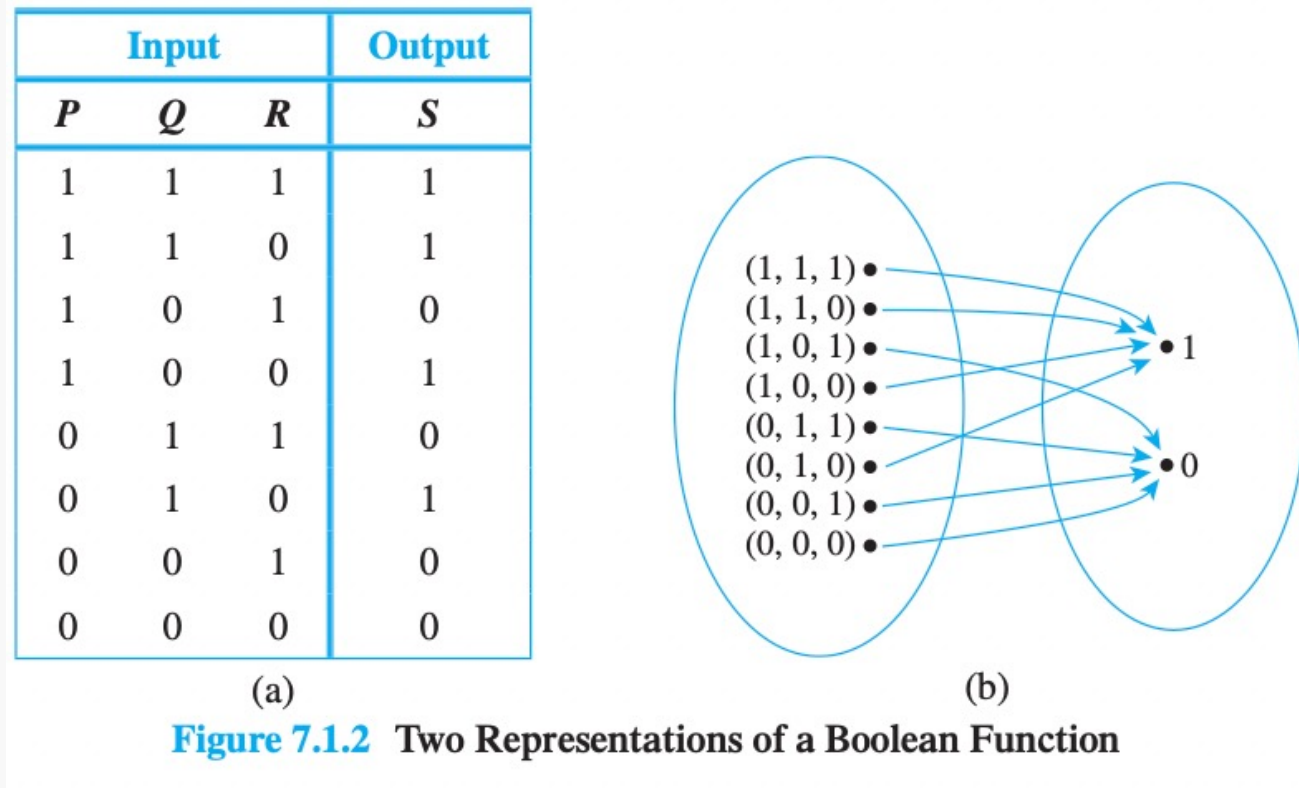 Input Output
P Q R S
1 1 1 1
1 1 0 1
1 0 1 0
1 0 0 1
0 1 1 0
0 1 0 1
0 0 1 0
0 0 0 0
(a)
(1, 1, 1)
(1, 1, 0)
(1, 0, 1)
(1, 0, 0)
(0, 1, 1)
(0, 1, 0)
(0, 0, 1)
(0, 0, 0)
1
0
(b)
Figure 7.1.2 Two Representations of a Boolean Function